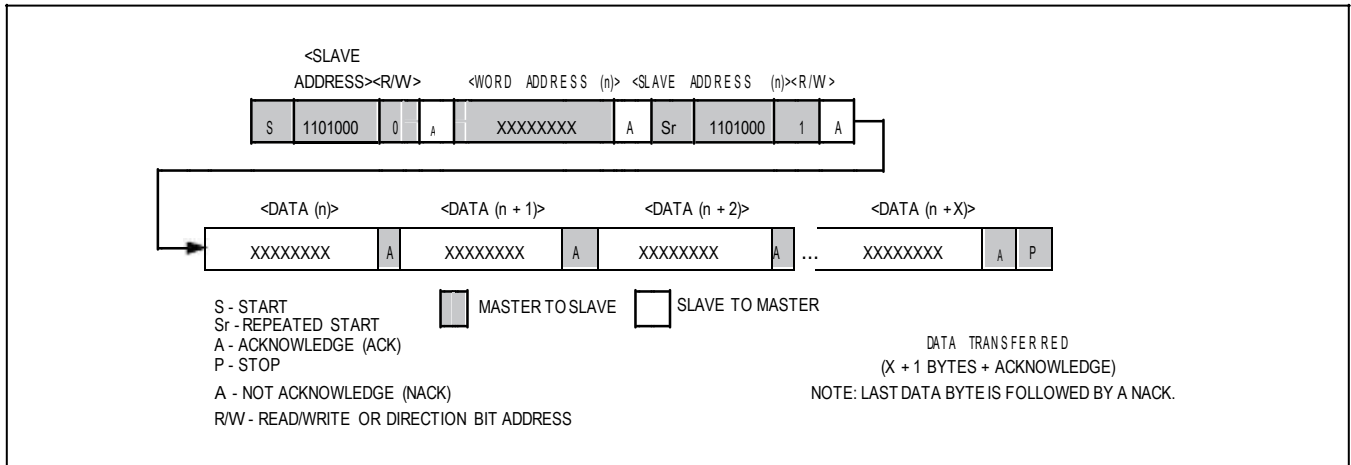 <SLAVE
ADDRESS><R/W> <WORD ADDRESS (n)> <SLAVE ADDRESS (n)><R/W>
S 1101000 0 A XXXXXXXX A Sr 1101000 1 A
<DATA (n)> <DATA (n + 1)> <DATA (n + 2)> <DATA (n +X)>
XXXXXXXX A XXXXXXXX A XXXXXXXX A ... XXXXXXXX A P
S - START
Sr - REPEATED START
A - ACKNOWLEDGE (ACK)
P - STOP
A - NOT ACKNOWLEDGE (NACK)
R/W - READ/WRITE OR DIRECTION BIT ADDRESS
MASTER TO SLAVE
SLAVE TO MASTER
DATA TRANSFERRED
(X + 1 BYTES + ACKNOWLEDGE)
NOTE: LAST DATA BYTE IS FOLLOWED BY A NACK.